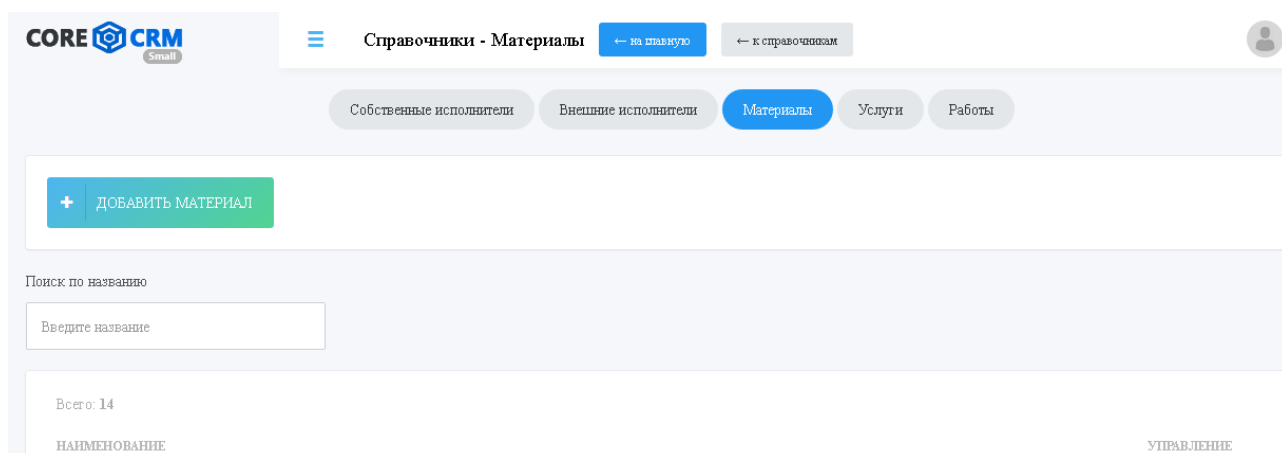 CORE CRM
Small
Справочники - Материалы ← на главную ← к справочникам
Собственные исполнители Внешние исполнители Материалы Услуги Работы
+ ДОБАВИТЬ МАТЕРИАЛ
Поиск по названию
Введите название
Всего: 14
НАИМЕНОВАНИЕ УПРАВЛЕНИЕ